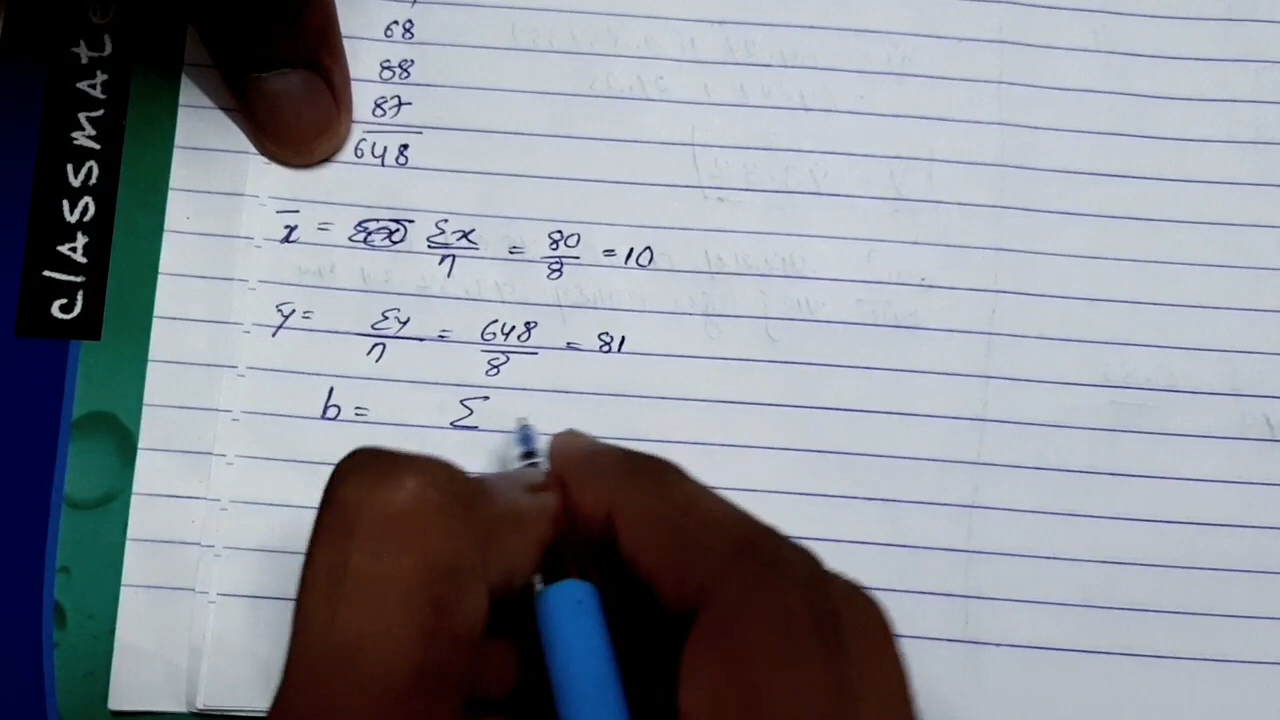 classmate
68
88
87
648
x̄ = Σx/n = 80/8 = 10
ȳ = Σy/n = 648/8 = 81
b = Σ